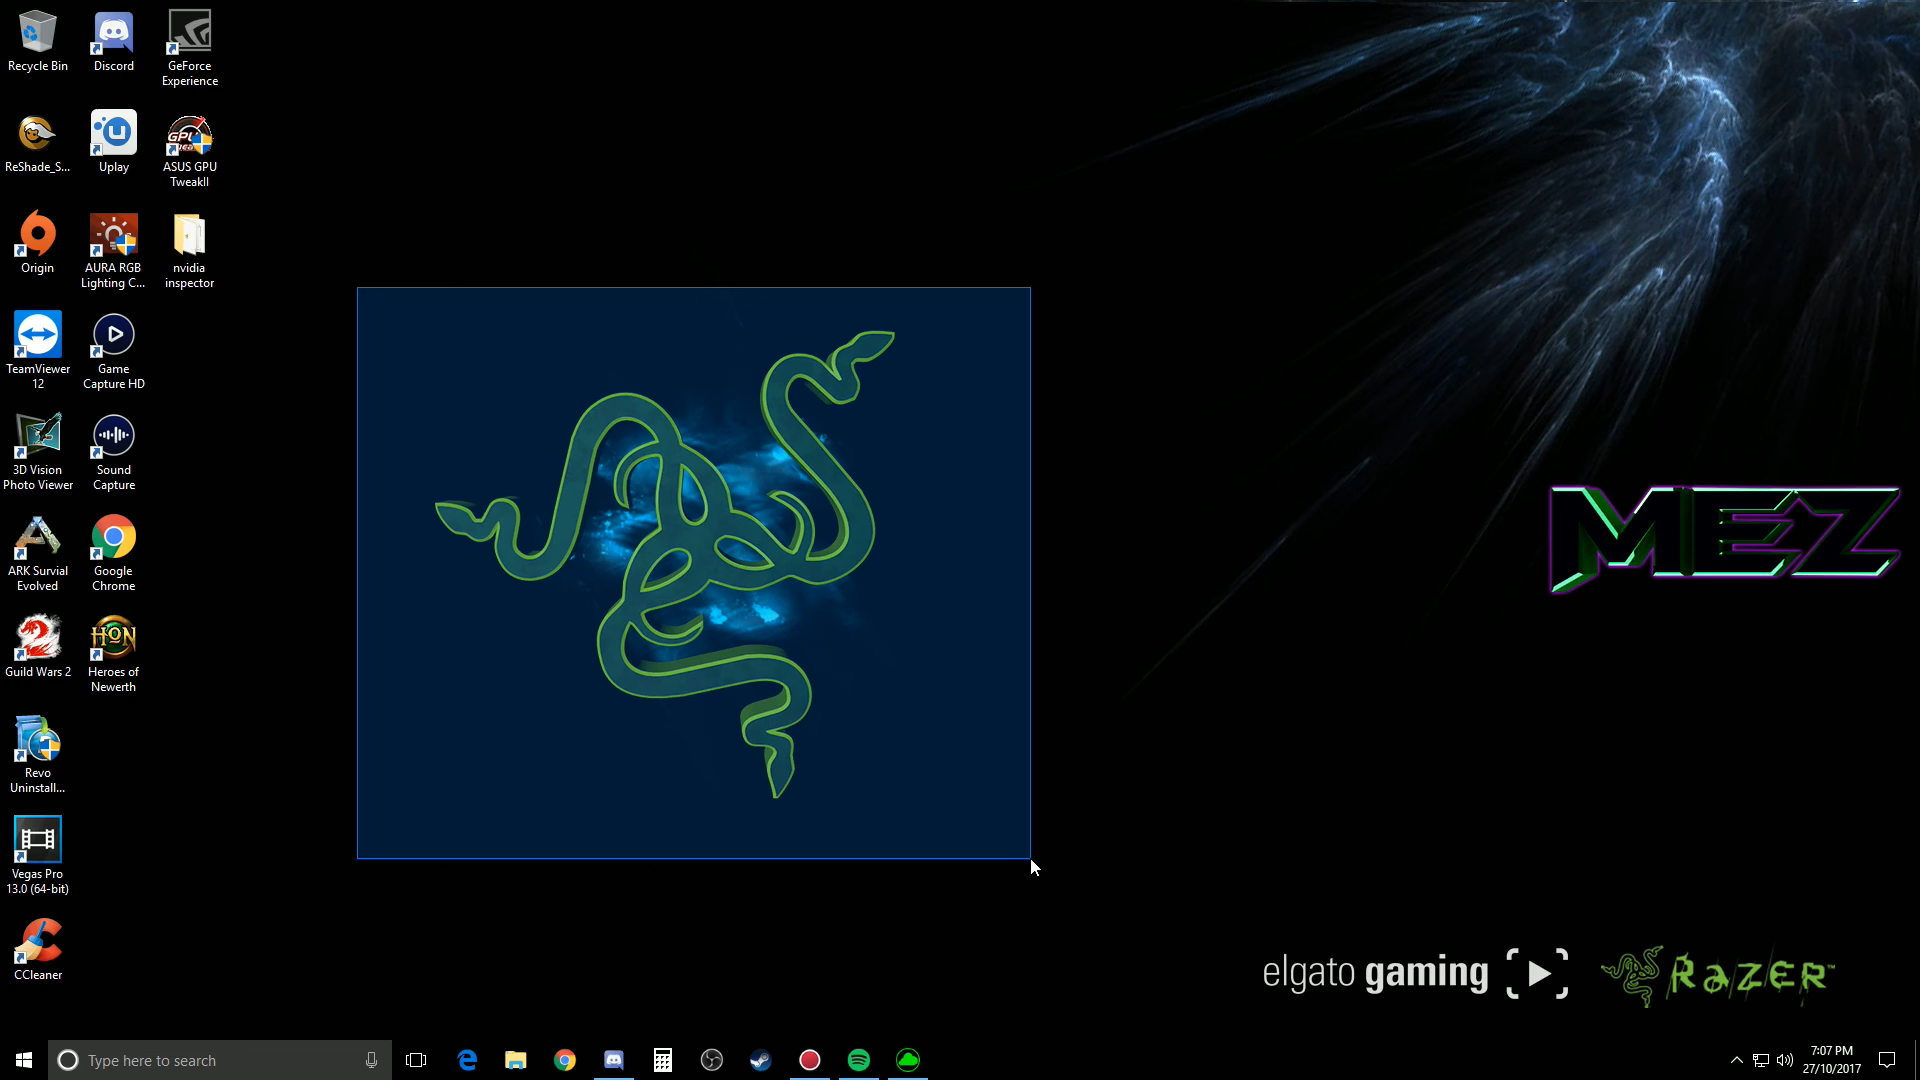 Recycle Bin
Discord
GeForce
Experience
ReShade_S...
Uplay
ASUS GPU
TweakII
Origin
AURA RGB
Lighting C...
nvidia
inspector
TeamViewer
12
Game
Capture HD
3D Vision
Photo Viewer
Sound
Capture
ARK Survial
Evolved
Google
Chrome
Guild Wars 2
HON
Heroes of
Newerth
Revo
Uninstall...
Vegas Pro
13.0 (64-bit)
CCleaner
MEZ
elgato gaming
RAZER™
Type here to search
7:07 PM
27/10/2017